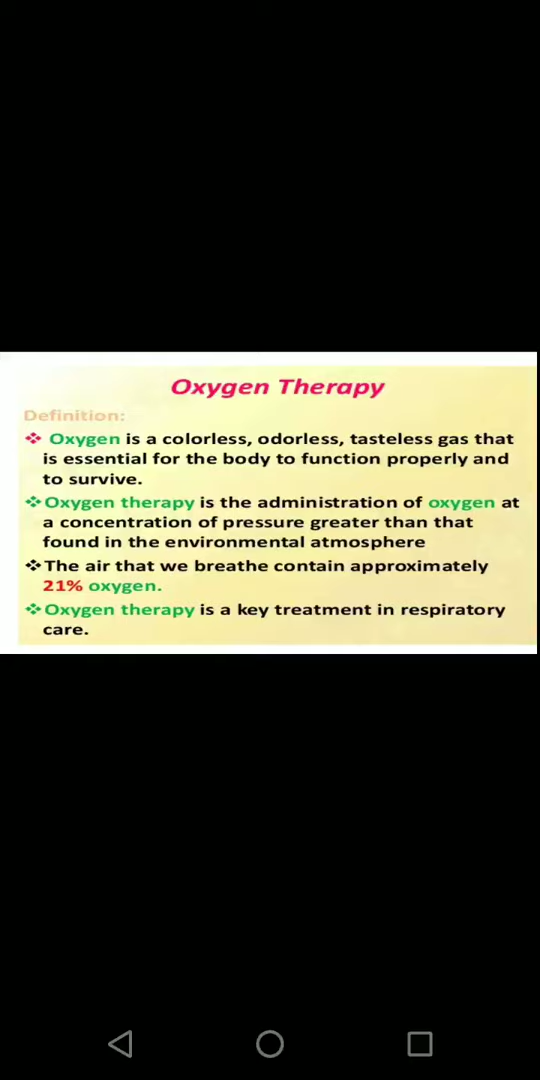 Oxygen Therapy
Definition:
❖ Oxygen is a colorless, odorless, tasteless gas that
is essential for the body to function properly and
to survive.
❖Oxygen therapy is the administration of oxygen at
a concentration of pressure greater than that
found in the environmental atmosphere
❖The air that we breathe contain approximately
21% oxygen.
❖Oxygen therapy is a key treatment in respiratory
care.